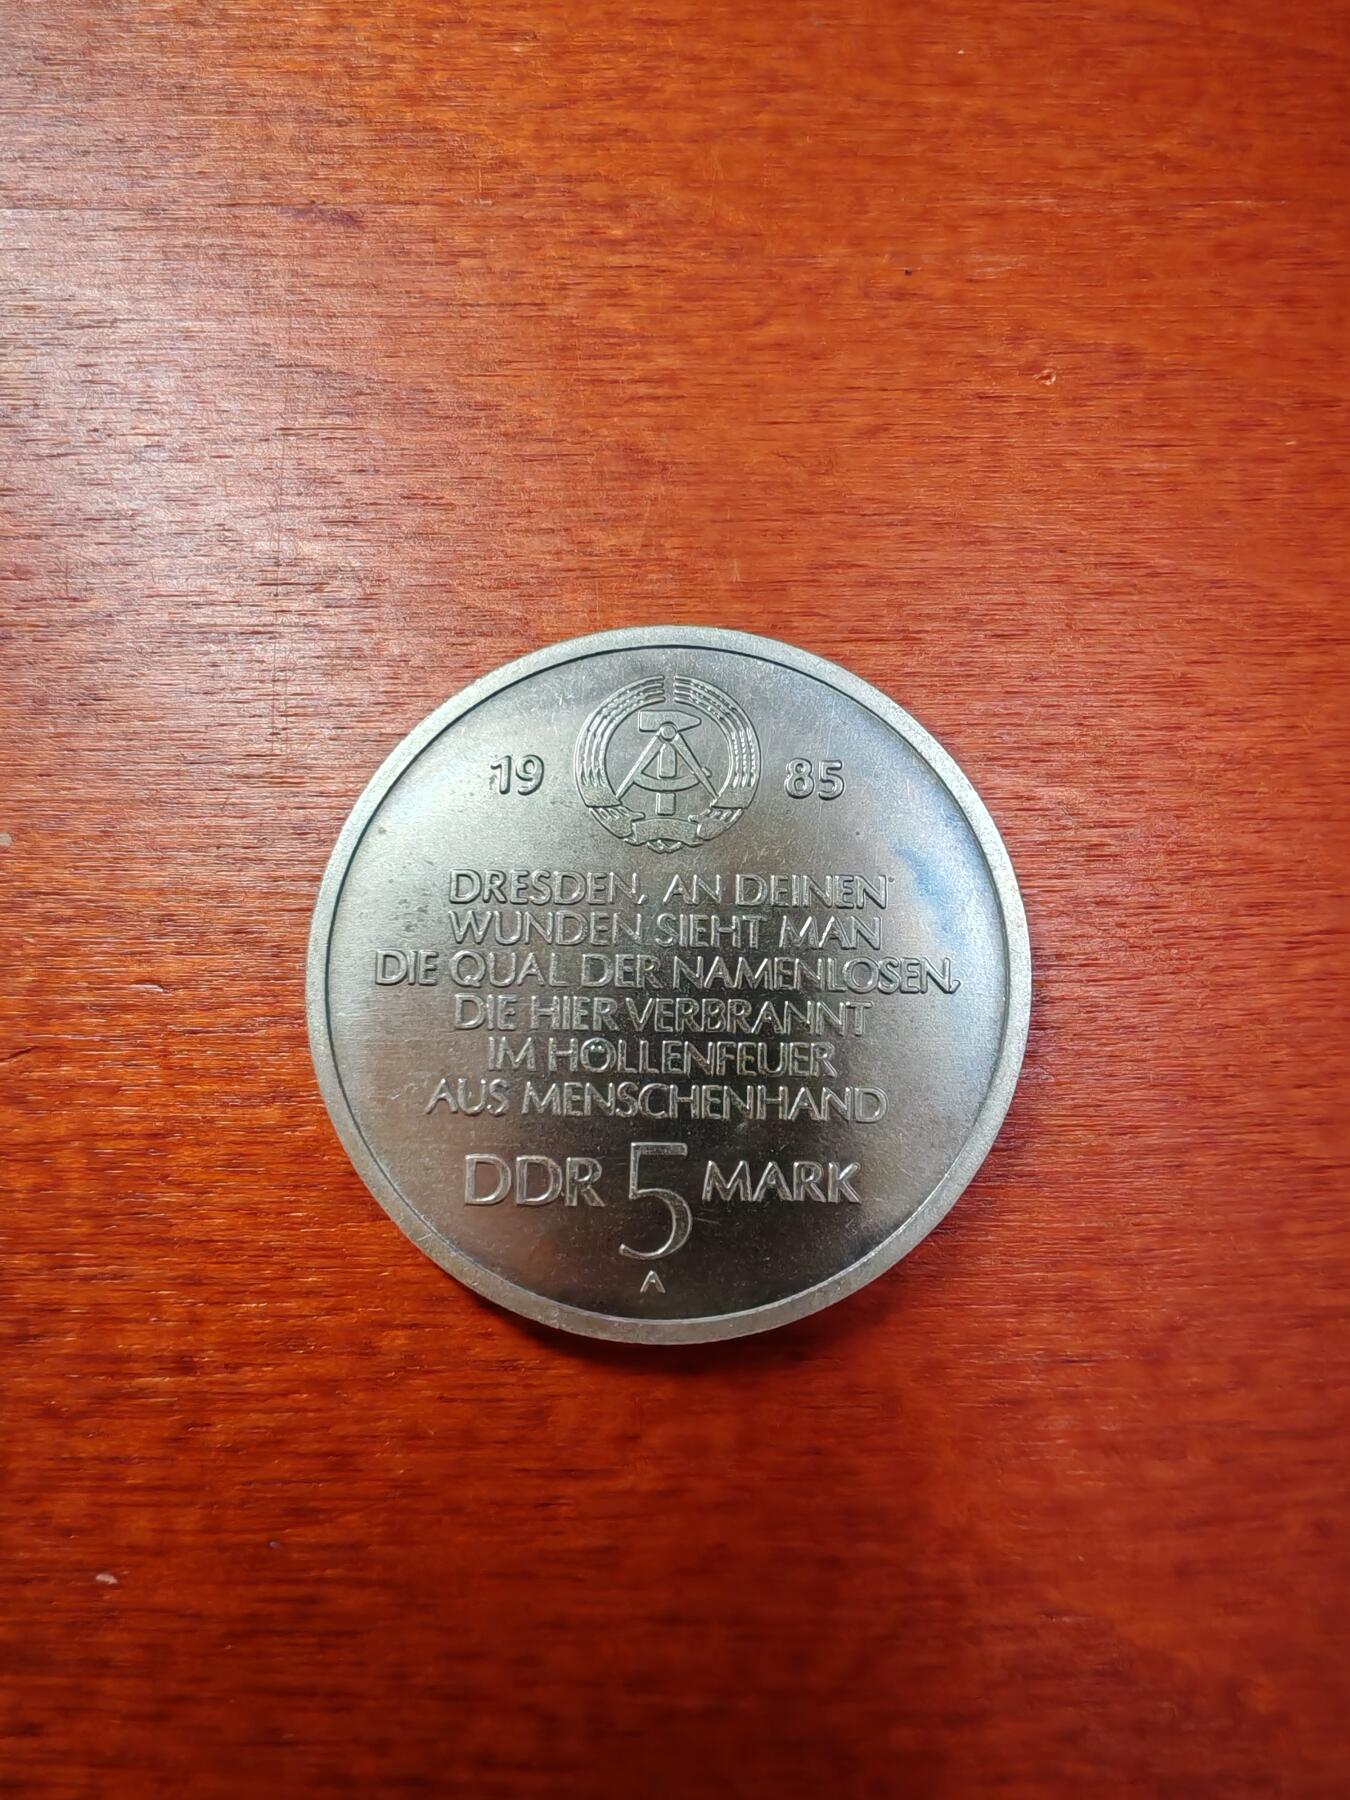 19 85
DRESDEN, AN DEINEN
WUNDEN SIEHT MAN
DIE QUAL DER NAMENLOSEN,
DIE HIER VERBRANNT
IM HÖLLENFEUER
AUS MENSCHENHAND
DDR 5 MARK
A